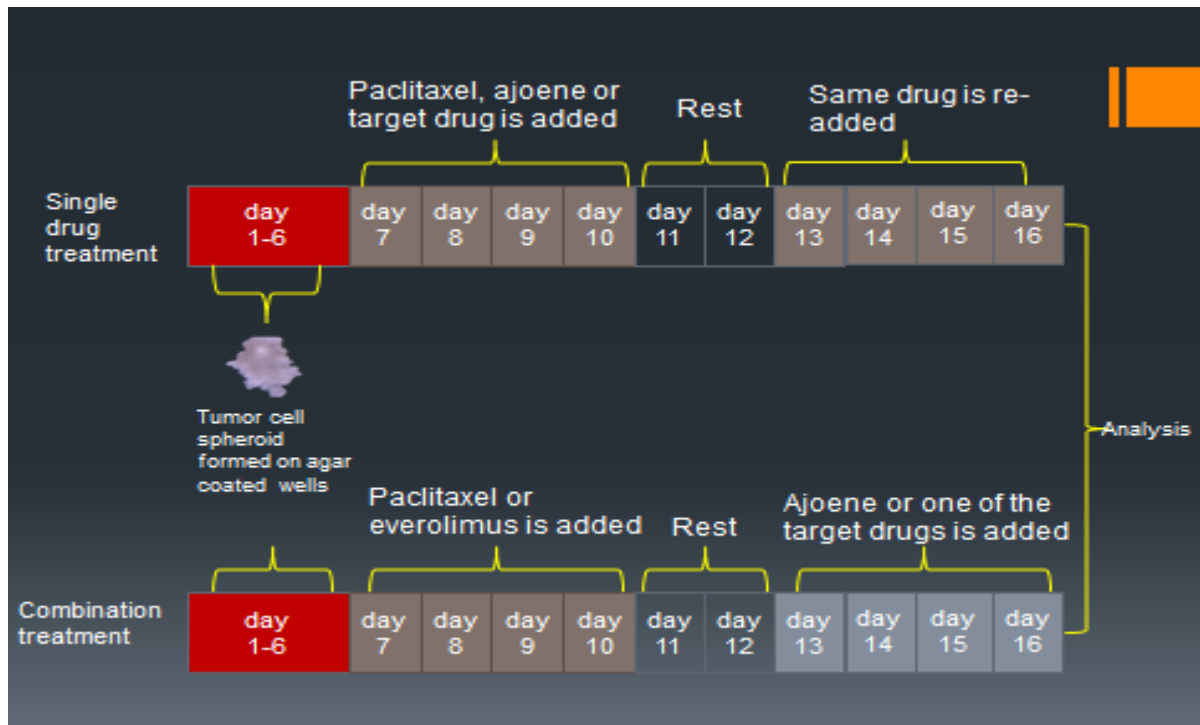 Paclitaxel, ajoene or
target drug is added
Rest
Same drug is re-
added
Single
drug
treatment
day
1-6
day
7
day
8
day
9
day
10
day
11
day
12
day
13
day
14
day
15
day
16
Tumor cell
spheroid
formed on agar
coated wells
Analysis
Paclitaxel or
everolimus is added
Rest
Ajoene or one of the
target drugs is added
Combination
treatment
day
1-6
day
7
day
8
day
9
day
10
day
11
day
12
day
13
day
14
day
15
day
16